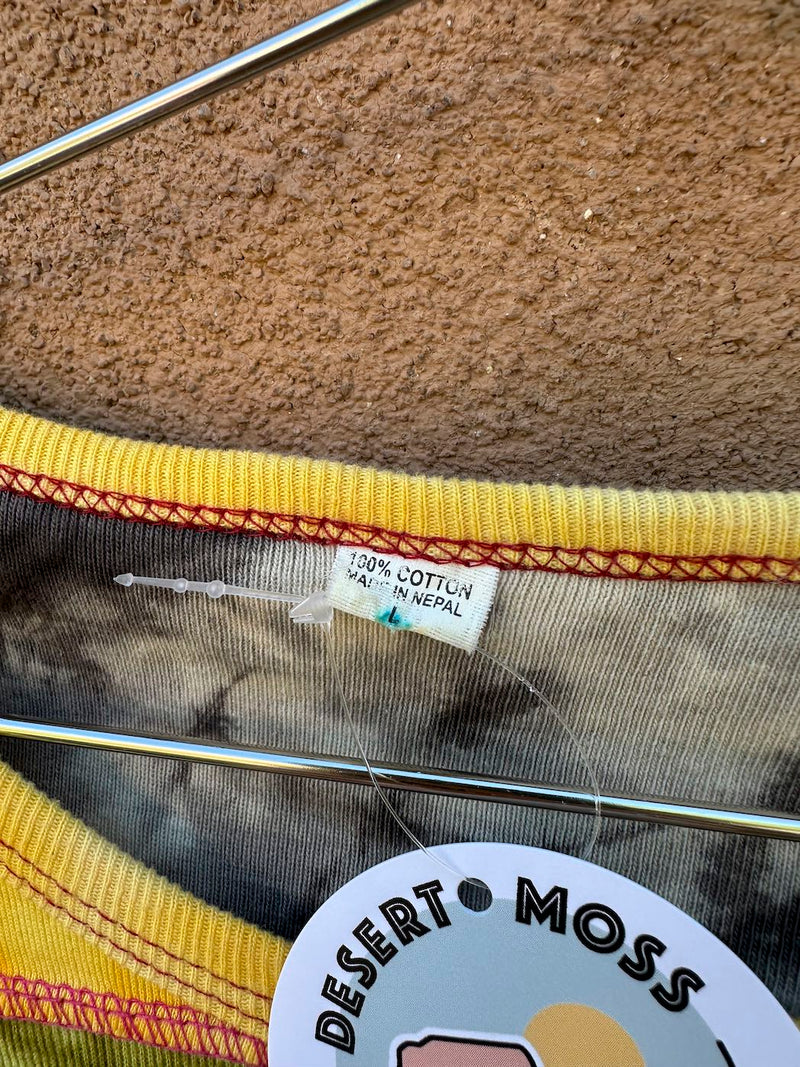 100% COTTON
MADE IN NEPAL
L
DESERT MOSS